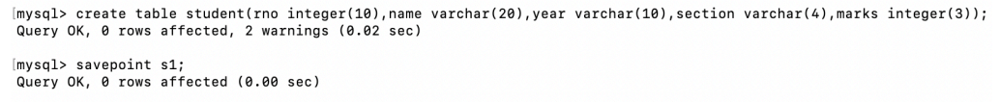 [mysql> create table student(rno integer(10),name varchar(20),year varchar(10),section varchar(4),marks integer(3));
Query OK, 0 rows affected, 2 warnings (0.02 sec)
[mysql> savepoint s1;
Query OK, 0 rows affected (0.00 sec)